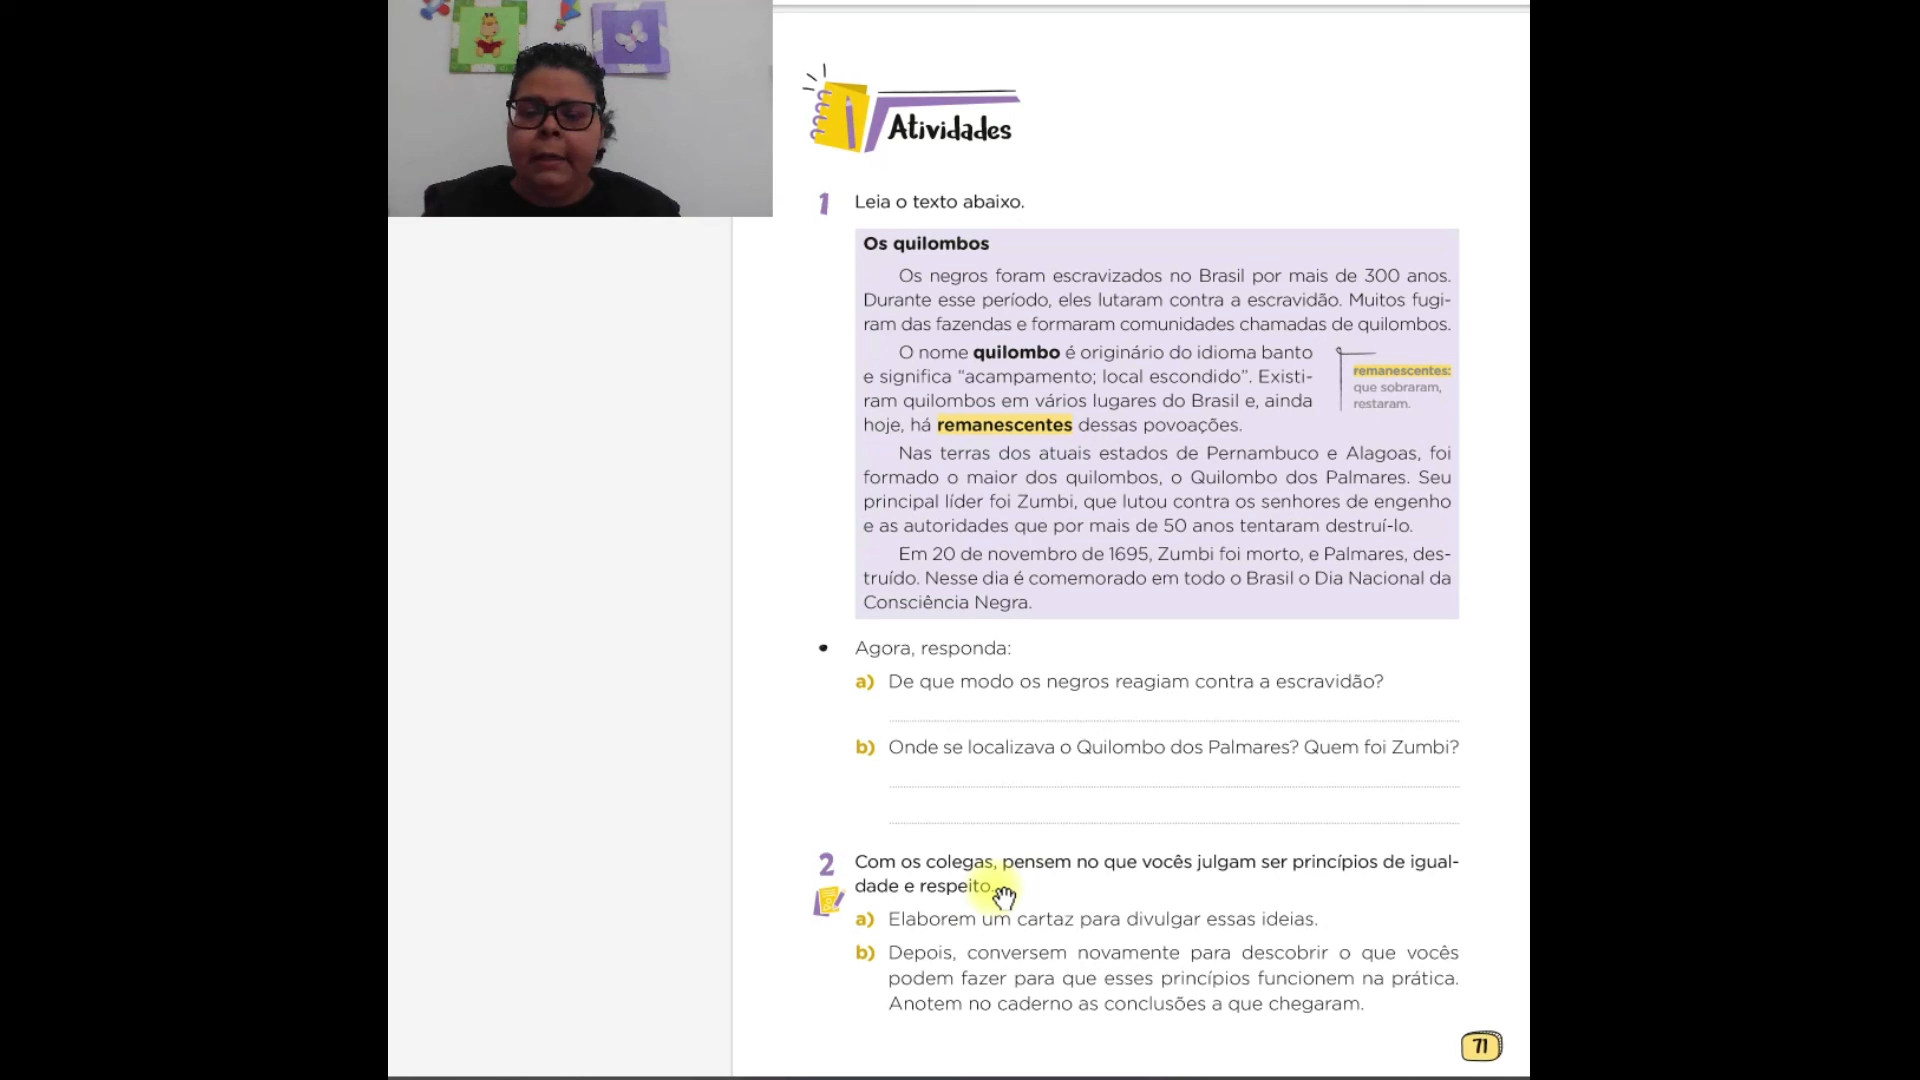 Atividades
1 Leia o texto abaixo.
Os quilombos
Os negros foram escravizados no Brasil por mais de 300 anos.
Durante esse período, eles lutaram contra a escravidão. Muitos fugi-
ram das fazendas e formaram comunidades chamadas de quilombos.
O nome quilombo é originário do idioma banto
e significa “acampamento; local escondido”. Existi-
ram quilombos em vários lugares do Brasil e, ainda
hoje, há remanescentes dessas povoações.
remanescentes:
que sobraram,
restaram.
Nas terras dos atuais estados de Pernambuco e Alagoas, foi
formado o maior dos quilombos, o Quilombo dos Palmares. Seu
principal líder foi Zumbi, que lutou contra os senhores de engenho
e as autoridades que por mais de 50 anos tentaram destruí-lo.
Em 20 de novembro de 1695, Zumbi foi morto, e Palmares, des-
truído. Nesse dia é comemorado em todo o Brasil o Dia Nacional da
Consciência Negra.
• Agora, responda:
a) De que modo os negros reagiam contra a escravidão?
b) Onde se localizava o Quilombo dos Palmares? Quem foi Zumbi?
2 Com os colegas, pensem no que vocês julgam ser princípios de igual-
dade e respeito.
a) Elaborem um cartaz para divulgar essas ideias.
b) Depois, conversem novamente para descobrir o que vocês
podem fazer para que esses princípios funcionem na prática.
Anotem no caderno as conclusões a que chegaram.
71